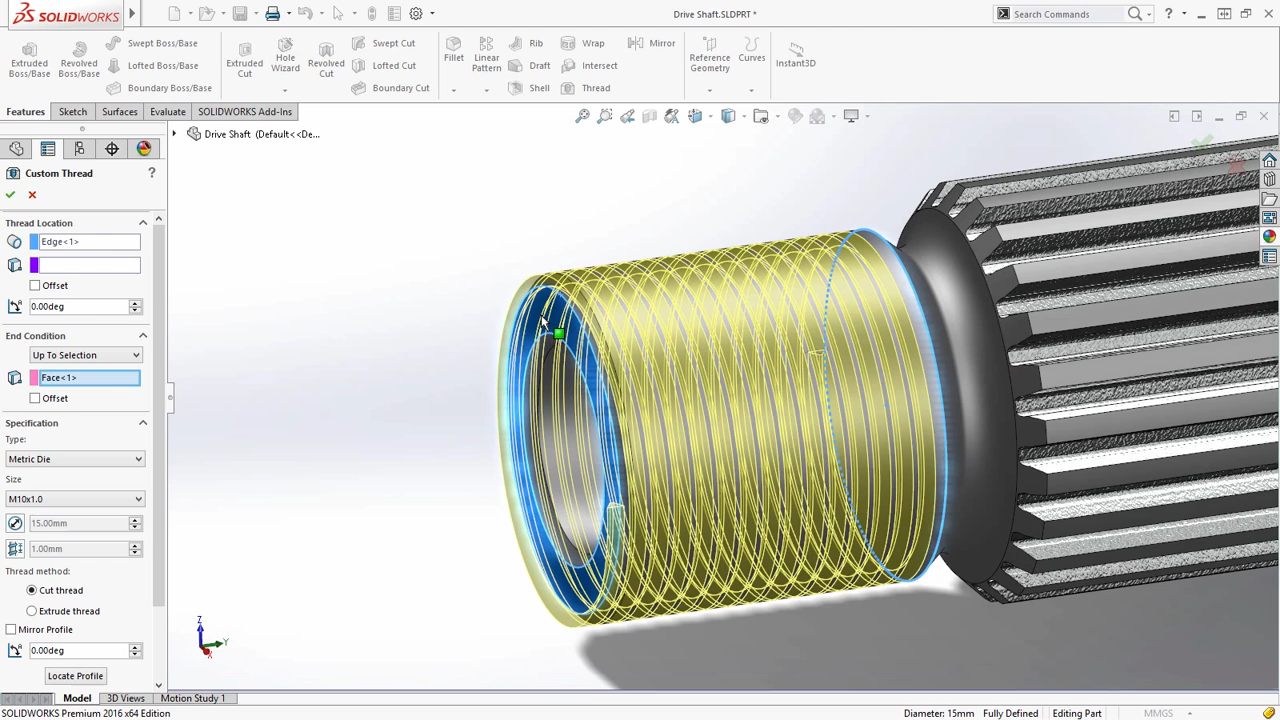 SOLIDWORKS
Drive Shaft.SLDPRT *
Search Commands
?
Extruded Boss/Base
Revolved Boss/Base
Swept Boss/Base
Lofted Boss/Base
Boundary Boss/Base
Extruded Cut
Hole Wizard
Revolved Cut
Swept Cut
Lofted Cut
Boundary Cut
Fillet
Linear Pattern
Rib
Draft
Shell
Wrap
Intersect
Thread
Mirror
Reference Geometry
Curves
Instant3D
Features
Sketch
Surfaces
Evaluate
SOLIDWORKS Add-Ins
Drive Shaft (Default<<De...
Custom Thread
?
Thread Location
Edge<1>
Offset
0.00deg
End Condition
Up To Selection
Face<1>
Offset
Specification
Type:
Metric Die
Size
M10x1.0
15.00mm
1.00mm
Thread method:
Cut thread
Extrude thread
Mirror Profile
0.00deg
Locate Profile
Z
Y
X
Model
3D Views
Motion Study 1
SOLIDWORKS Premium 2016 x64 Edition
Diameter: 15mm
Fully Defined
Editing Part
MMGS